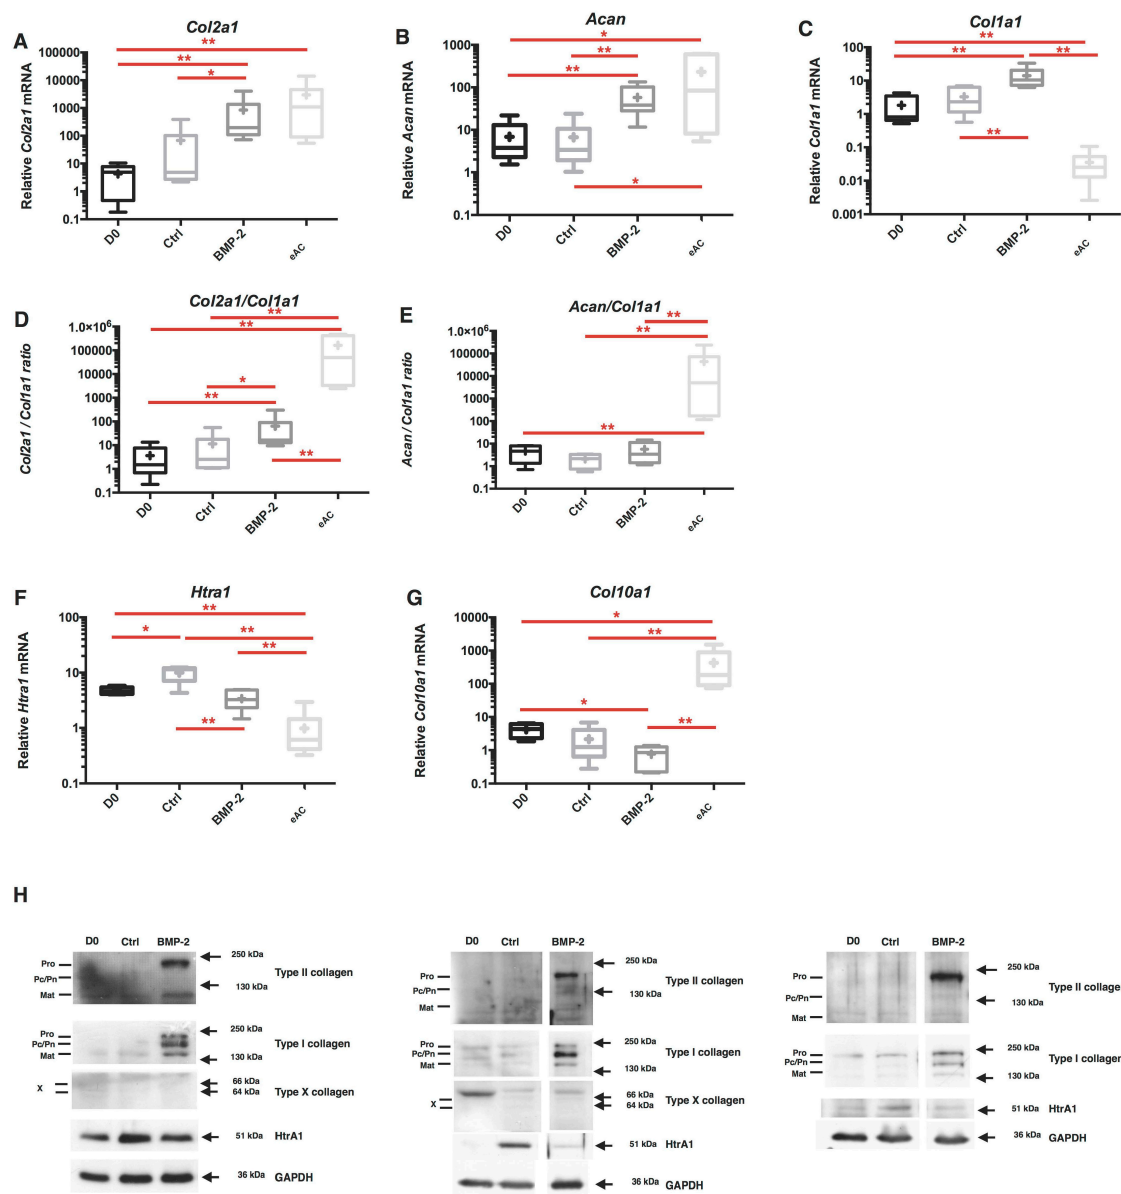 A
Col2a1
Relative Col2a1 mRNA
100000
10000
1000
100
10
1
0.1
**
**
*
D0
Ctrl
BMP-2
eAC
B
Acan
Relative Acan mRNA
1000
100
10
1
0.1
*
**
**
*
D0
Ctrl
BMP-2
eAC
C
Col1a1
Relative Col1a1 mRNA
100
10
1
0.1
0.01
0.001
**
**
**
**
D0
Ctrl
BMP-2
eAC
D
Col2a1/Col1a1
Col2a1 / Col1a1 ratio
1.0×10⁶
100000
10000
1000
100
10
1
0.1
**
**
*
**
**
D0
Ctrl
BMP-2
eAC
E
Acan/Col1a1
Acan / Col1a1 ratio
1.0×10⁶
100000
10000
1000
100
10
1
0.1
**
**
**
D0
Ctrl
BMP-2
eAC
F
Htra1
Relative Htra1 mRNA
100
10
1
0.1
**
*
**
**
**
D0
Ctrl
BMP-2
eAC
G
Col10a1
Relative Col10a1 mRNA
10000
1000
100
10
1
0.1
*
**
*
**
D0
Ctrl
BMP-2
eAC
H
D0 Ctrl BMP-2
Pro
Pc/Pn
Mat
250 kDa
130 kDa
Type II collagen
Pro
Pc/Pn
Mat
250 kDa
130 kDa
Type I collagen
X
66 kDa
64 kDa
Type X collagen
51 kDa HtrA1
36 kDa GAPDH
D0 Ctrl BMP-2
Pro
Pc/Pn
Mat
250 kDa
130 kDa
Type II collagen
Pro
Pc/Pn
Mat
250 kDa
130 kDa
Type I collagen
X
66 kDa
64 kDa
Type X collagen
51 kDa HtrA1
36 kDa GAPDH
D0 Ctrl BMP-2
Pro
Pc/Pn
Mat
250 kDa
130 kDa
Type II collagen
Pro
Pc/Pn
Mat
250 kDa
130 kDa
Type I collagen
51 kDa HtrA1
36 kDa GAPDH